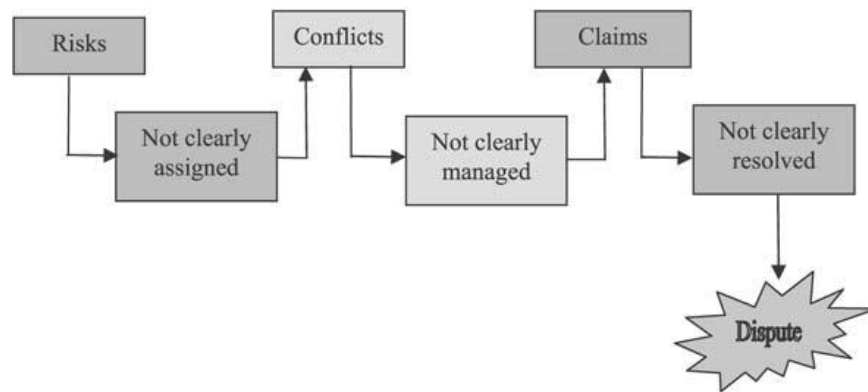 Risks
Conflicts
Claims
Not clearly
assigned
Not clearly
managed
Not clearly
resolved
Dispute